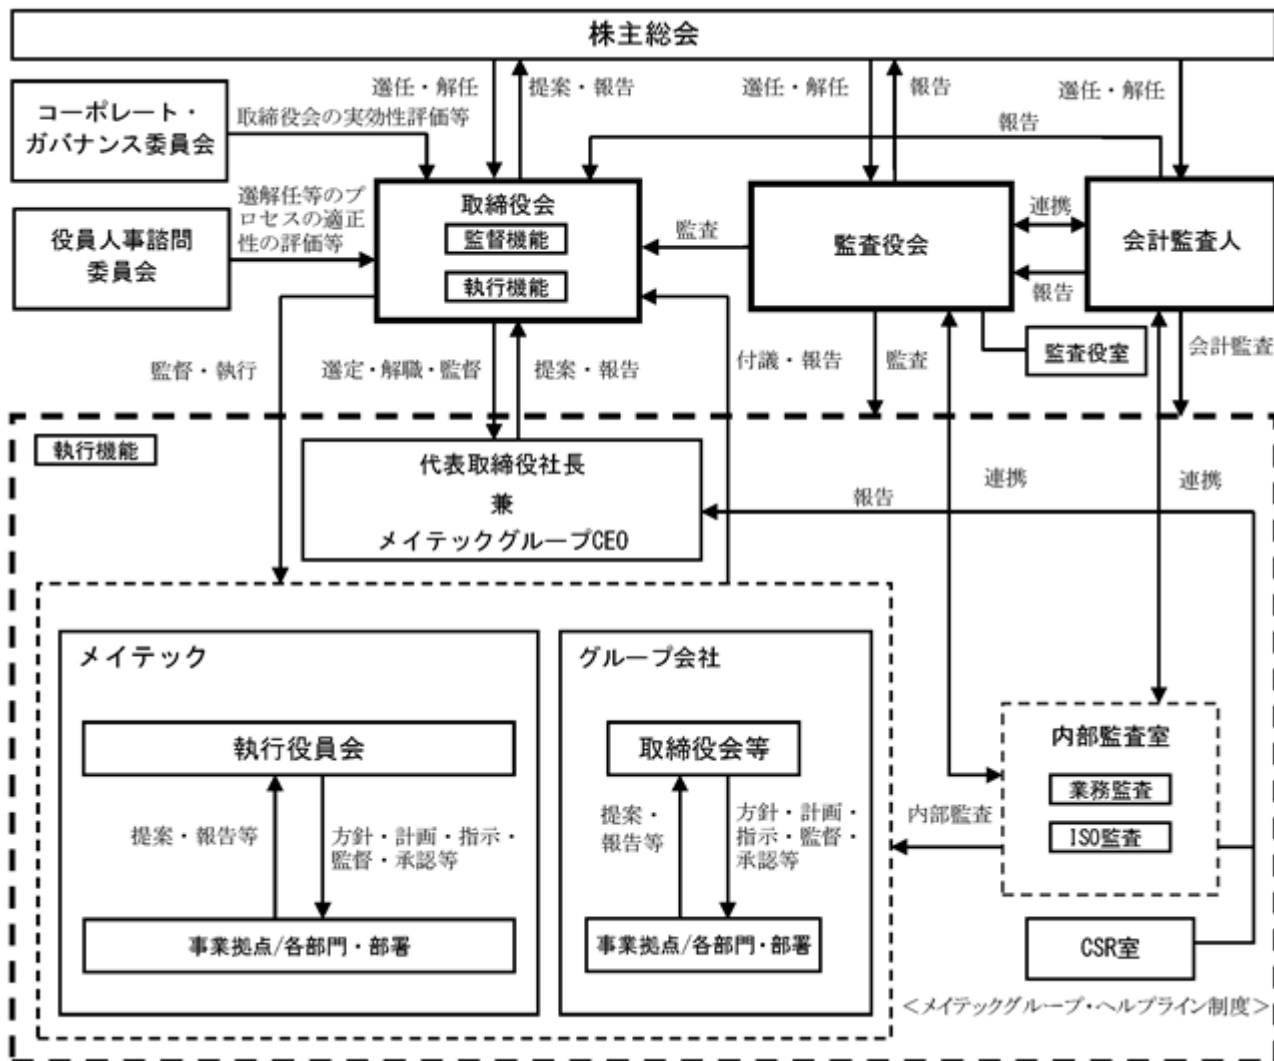 株主総会
選任・解任
提案・報告
選任・解任
報告
選任・解任
コーポレート・
ガバナンス委員会
取締役会の実効性評価等
報告
役員人事諮問
委員会
選解任等のプ
ロセスの適正
性の評価等
取締役会
監督機能
執行機能
監査
監査役会
連携
報告
会計監査人
監督・執行
選定・解職・監督
提案・報告
付議・報告
監査
監査役室
会計監査
執行機能
代表取締役社長
兼
メイテックグループCEO
報告
連携
連携
メイテック
執行役員会
提案・報告等
方針・計画・指示・
監督・承認等
事業拠点/各部門・部署
グループ会社
取締役会等
提案・
報告等
方針・計画・
指示・監督・
承認等
事業拠点/各部門・部署
内部監査
内部監査室
業務監査
ISO監査
CSR室
＜メイテックグループ・ヘルプライン制度＞